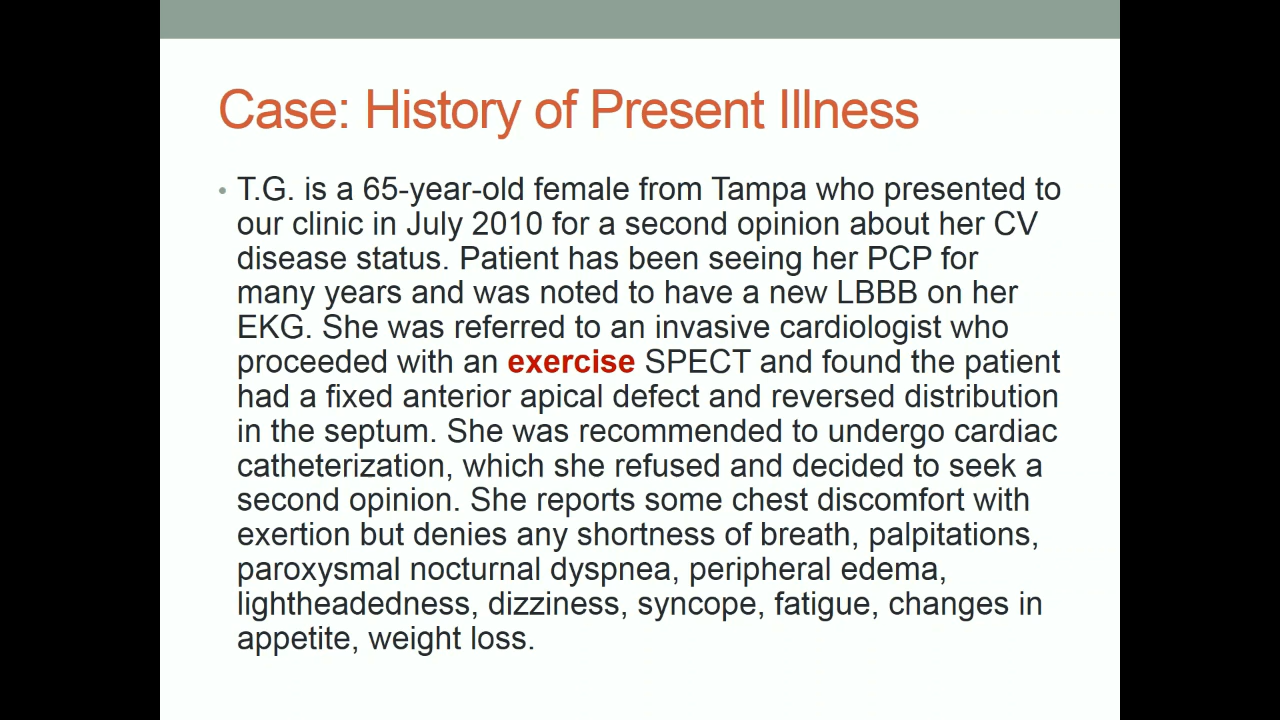 Case: History of Present Illness
• T.G. is a 65-year-old female from Tampa who presented to
our clinic in July 2010 for a second opinion about her CV
disease status. Patient has been seeing her PCP for
many years and was noted to have a new LBBB on her
EKG. She was referred to an invasive cardiologist who
proceeded with an exercise SPECT and found the patient
had a fixed anterior apical defect and reversed distribution
in the septum. She was recommended to undergo cardiac
catheterization, which she refused and decided to seek a
second opinion. She reports some chest discomfort with
exertion but denies any shortness of breath, palpitations,
paroxysmal nocturnal dyspnea, peripheral edema,
lightheadedness, dizziness, syncope, fatigue, changes in
appetite, weight loss.